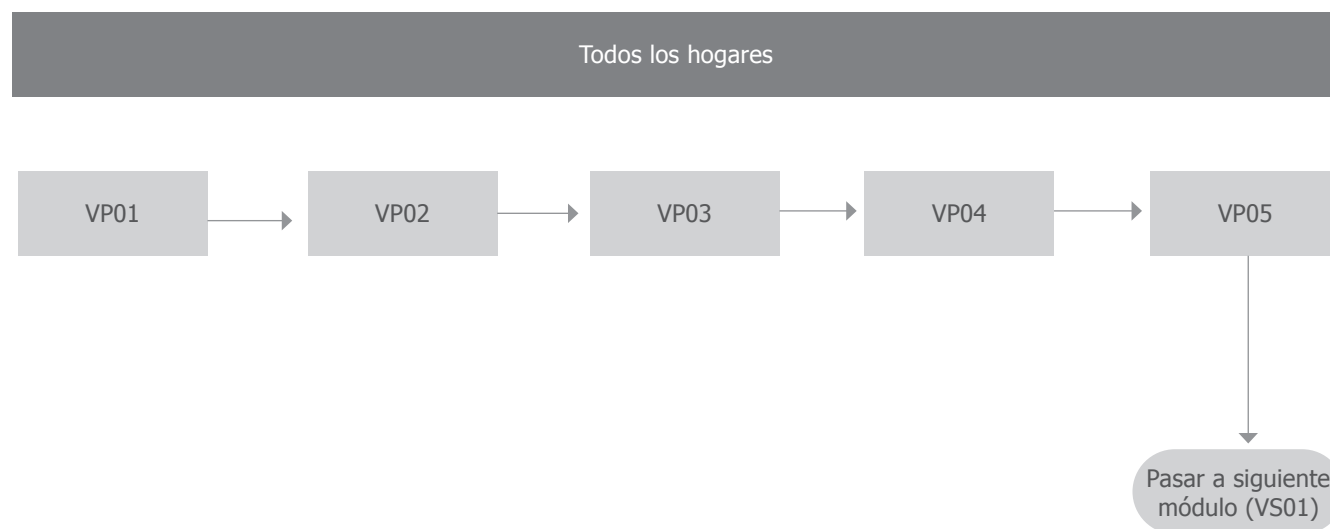 Todos los hogares
VP01
VP02
VP03
VP04
VP05
Pasar a siguiente
módulo (VS01)